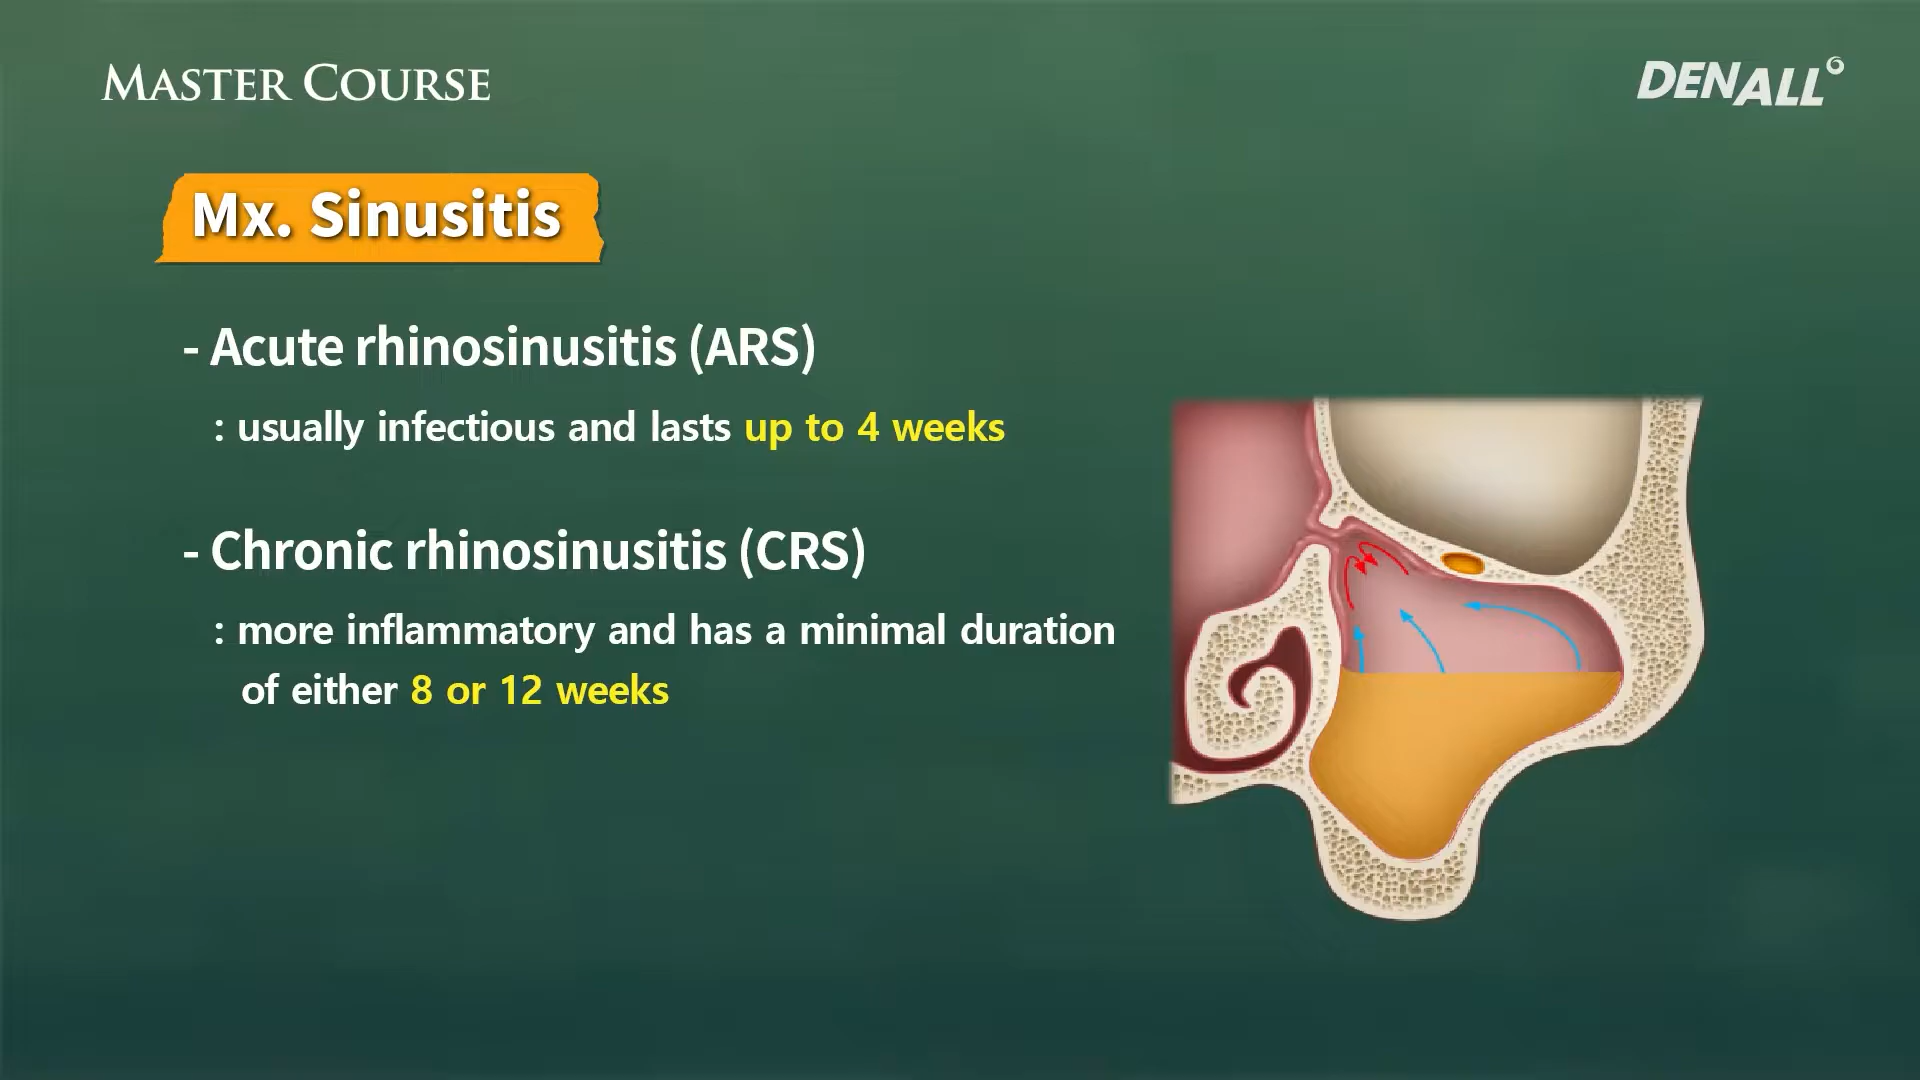 MASTER COURSE
DENALL
Mx. Sinusitis
- Acute rhinosinusitis (ARS)
: usually infectious and lasts up to 4 weeks
- Chronic rhinosinusitis (CRS)
: more inflammatory and has a minimal duration
of either 8 or 12 weeks